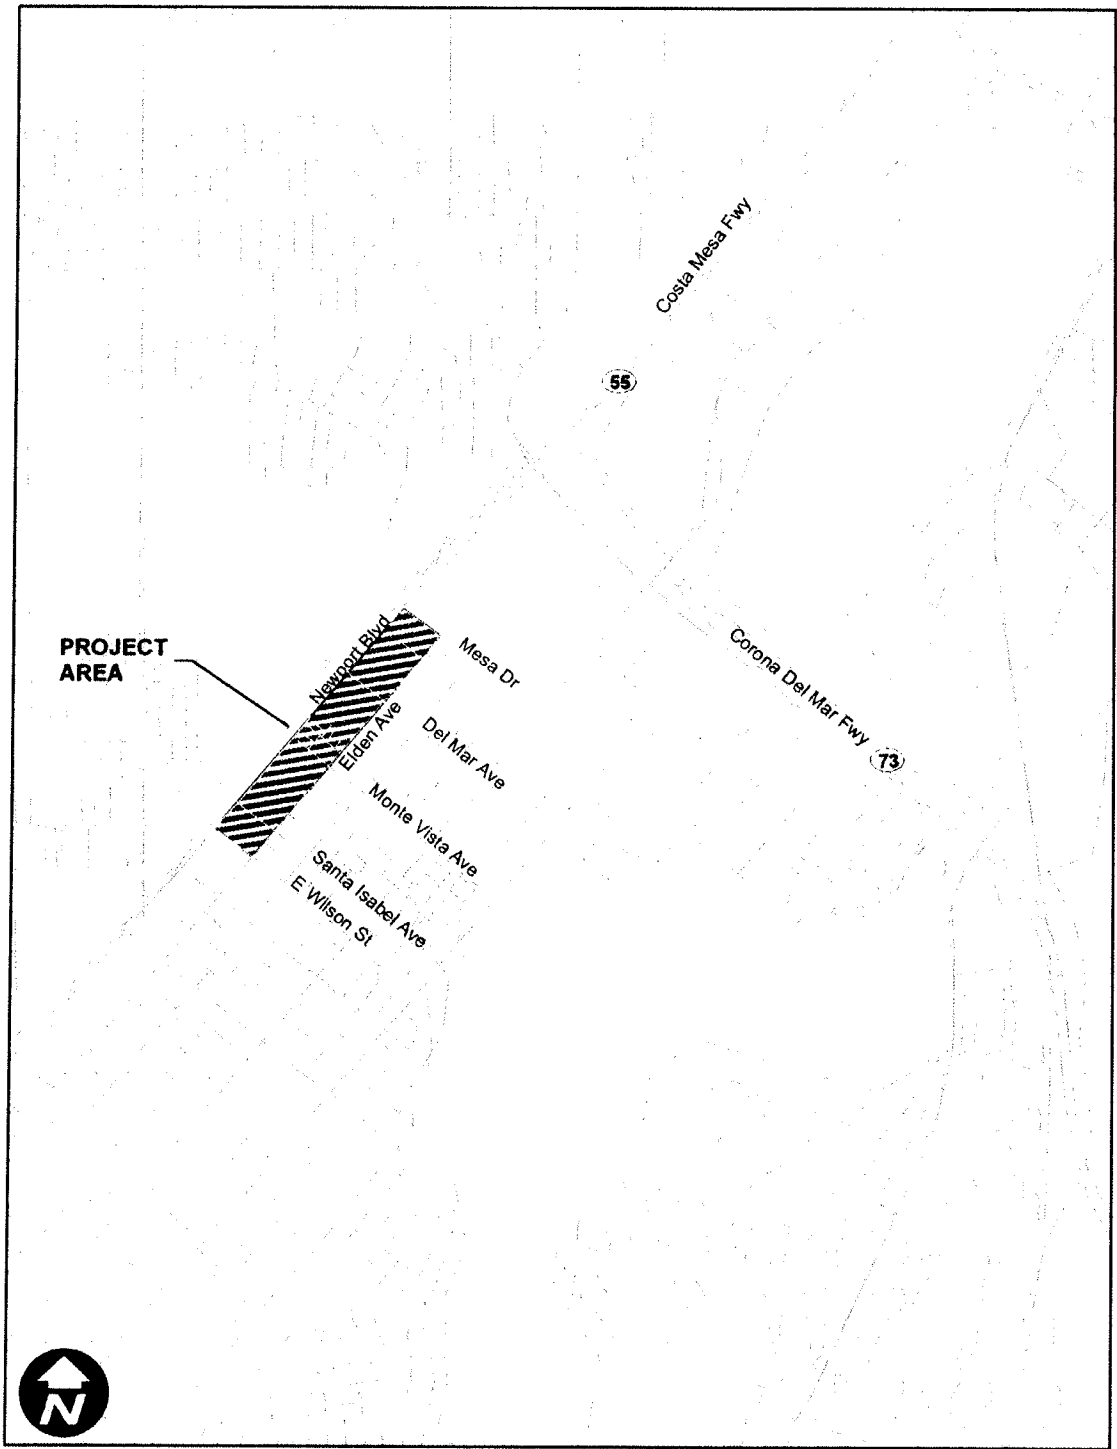 Costa Mesa Fwy
55
PROJECT
AREA
Newport Blvd
Mesa Dr
Corona Del Mar Fwy
73
Elden Ave
Del Mar Ave
Monte Vista Ave
Santa Isabel Ave
E Wilson St
N